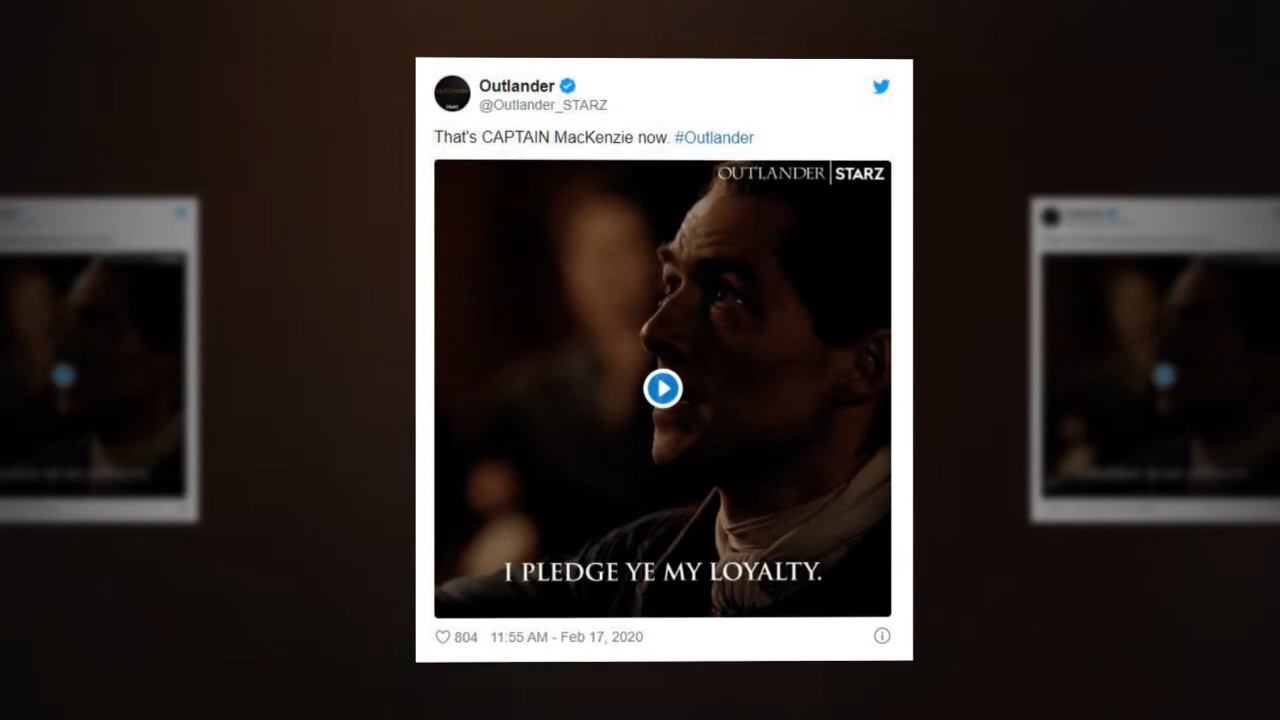 Outlander
@Outlander_STARZ
That's CAPTAIN MacKenzie now. #Outlander
OUTLANDER STARZ
I PLEDGE YE MY LOYALTY.
804 11:55 AM - Feb 17, 2020